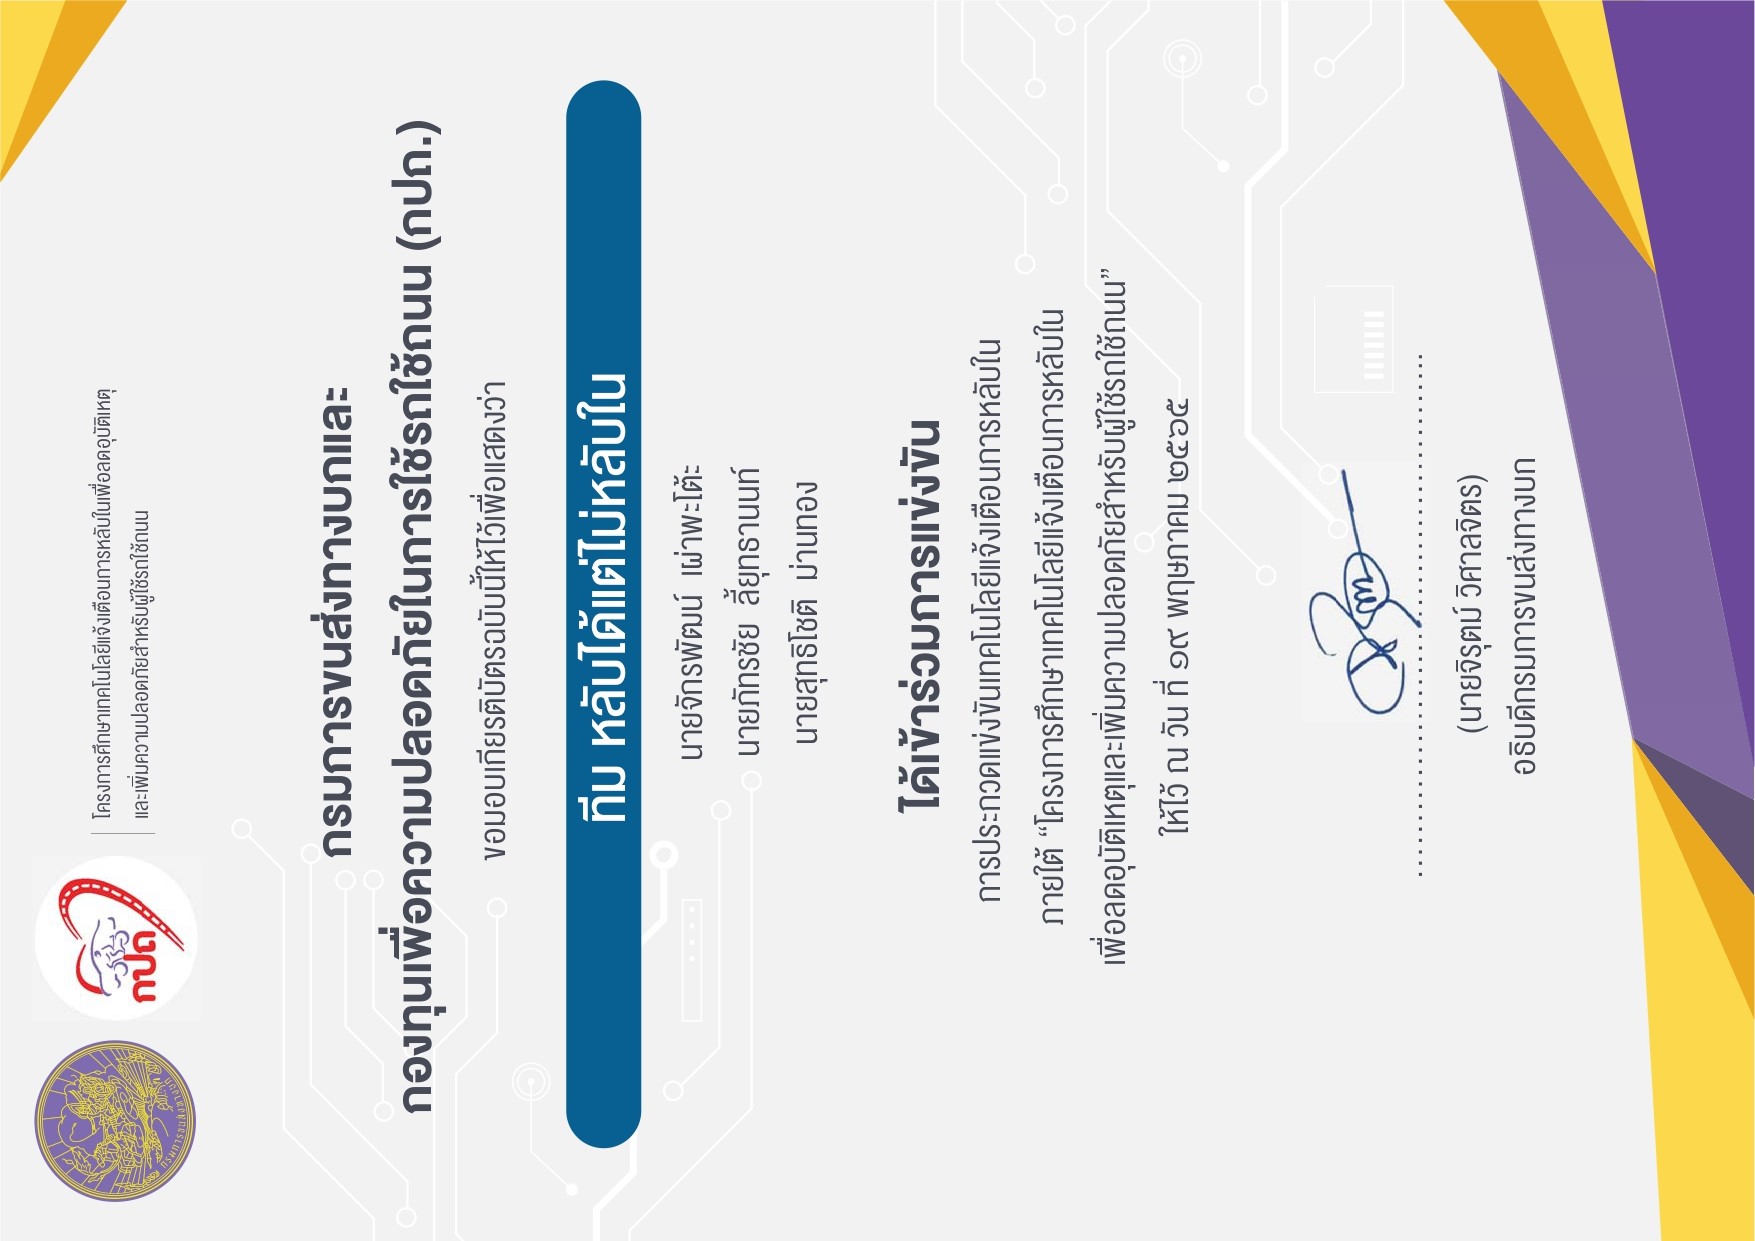 โครงการศึกษาเทคโนโลยีแจ้งเตือนการหลับในเพื่อลดอุบัติเหตุ
และเพิ่มความปลอดภัยสำหรับผู้ใช้รถใช้ถนน
กปถ
กรมการขนส่งทางบกและ
กองทุนเพื่อความปลอดภัยในการใช้รถใช้ถนน (กปถ.)
ขอมอบเกียรติบัตรฉบับนี้ให้ไว้เพื่อแสดงว่า
ทีม หลับได้แต่ไม่หลับใน
นายจักรพัฒน์ เผ่าพะโต๊ะ
นายภัทรชัย ลี้ยุทธานนท์
นายสุทธิโชติ ม่านทอง
ได้เข้าร่วมการแข่งขัน
การประกวดแข่งขันเทคโนโลยีแจ้งเตือนการหลับใน
ภายใต้ “โครงการศึกษาเทคโนโลยีแจ้งเตือนการหลับใน
เพื่อลดอุบัติเหตุและเพิ่มความปลอดภัยสำหรับผู้ใช้รถใช้ถนน”
ให้ไว้ ณ วัน ที่ ๑๙ พฤษภาคม ๒๕๖๕
(นายจิรุตม์ วิศาลจิตร)
อธิบดีกรมการขนส่งทางบก